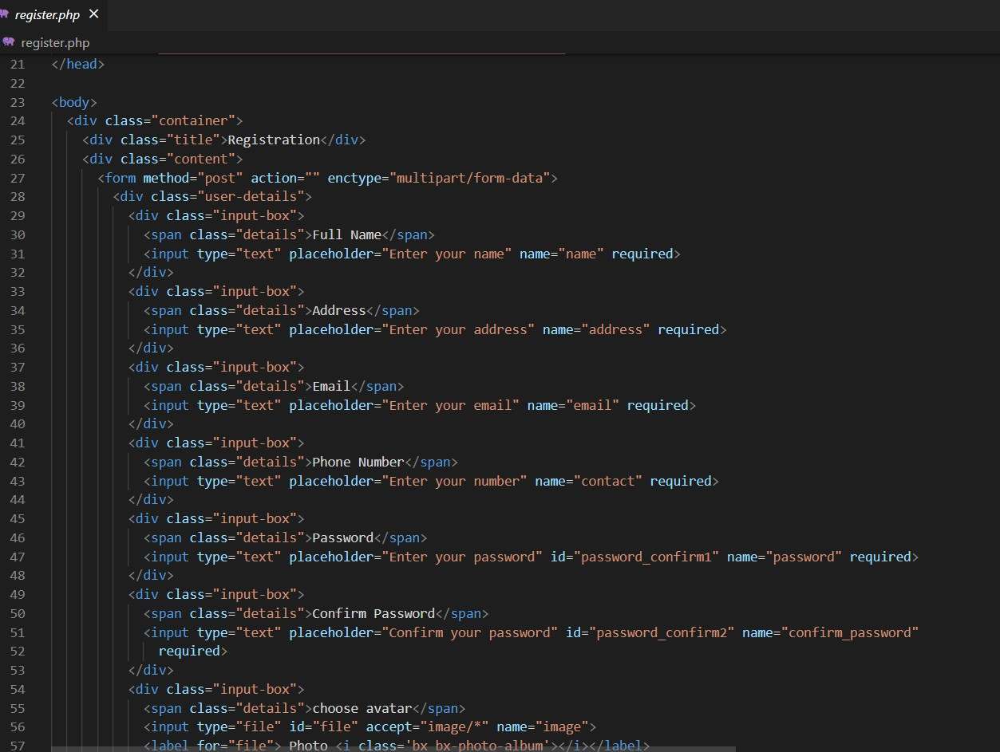 register.php ×
register.php
21 </head>
22
23 <body>
24 <div class="container">
25 <div class="title">Registration</div>
26 <div class="content">
27 <form method="post" action="" enctype="multipart/form-data">
28 <div class="user-details">
29 <div class="input-box">
30 <span class="details">Full Name</span>
31 <input type="text" placeholder="Enter your name" name="name" required>
32 </div>
33 <div class="input-box">
34 <span class="details">Address</span>
35 <input type="text" placeholder="Enter your address" name="address" required>
36 </div>
37 <div class="input-box">
38 <span class="details">Email</span>
39 <input type="text" placeholder="Enter your email" name="email" required>
40 </div>
41 <div class="input-box">
42 <span class="details">Phone Number</span>
43 <input type="text" placeholder="Enter your number" name="contact" required>
44 </div>
45 <div class="input-box">
46 <span class="details">Password</span>
47 <input type="text" placeholder="Enter your password" id="password_confirm1" name="password" required>
48 </div>
49 <div class="input-box">
50 <span class="details">Confirm Password</span>
51 <input type="text" placeholder="Confirm your password" id="password_confirm2" name="confirm_password"
52 required>
53 </div>
54 <div class="input-box">
55 <span class="details">choose avatar</span>
56 <input type="file" id="file" accept="image/*" name="image">
57 <label for="file"> Photo <i class='bx bx-photo-album'></i></label>